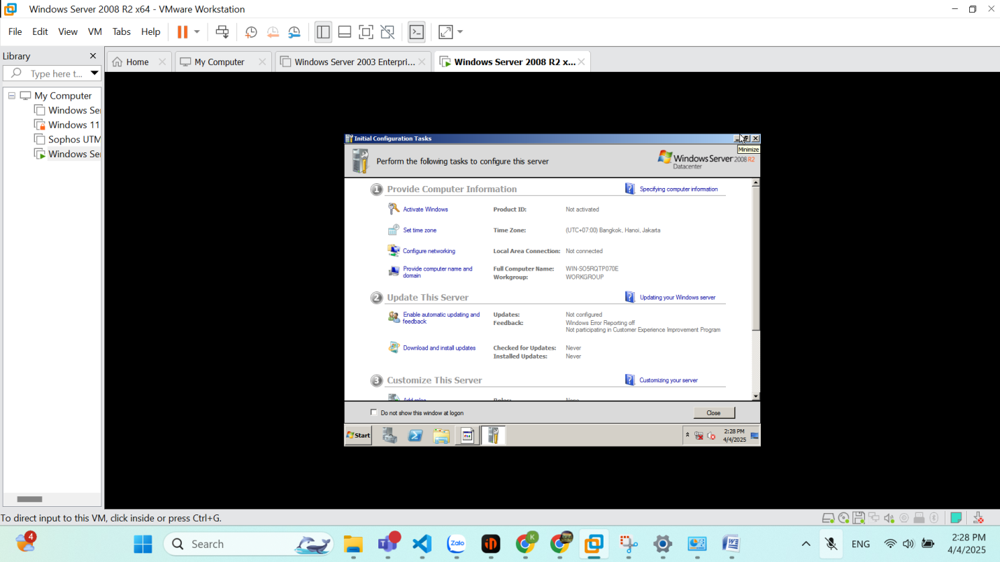 Windows Server 2008 R2 x64 - VMware Workstation
File Edit View VM Tabs Help
Library
Type here t...
Home
My Computer
Windows Server 2003 Enterpri...
Windows Server 2008 R2 x...
My Computer
Windows Se
Windows 11
Sophos UTM
Windows Se
Initial Configuration Tasks
Minimize
Perform the following tasks to configure this server
Windows Server 2008 R2
Datacenter
1 Provide Computer Information
Specifying computer information
Activate Windows Product ID: Not activated
Set time zone Time Zone: (UTC+07:00) Bangkok, Hanoi, Jakarta
Configure networking Local Area Connection: Not connected
Provide computer name and domain
Full Computer Name: WIN-SO5RQTP070E
Workgroup: WORKGROUP
2 Update This Server
Updating your Windows server
Enable automatic updating and feedback
Updates: Not configured
Feedback: Windows Error Reporting off
Not participating in Customer Experience Improvement Program
Download and install updates
Checked for Updates: Never
Installed Updates: Never
3 Customize This Server
Customizing your server
Add roles Roles: None
Do not show this window at logon
Close
Start
2:28 PM
4/4/2025
To direct input to this VM, click inside or press Ctrl+G.
4
Search
Zalo
K
ENG
2:28 PM
4/4/2025